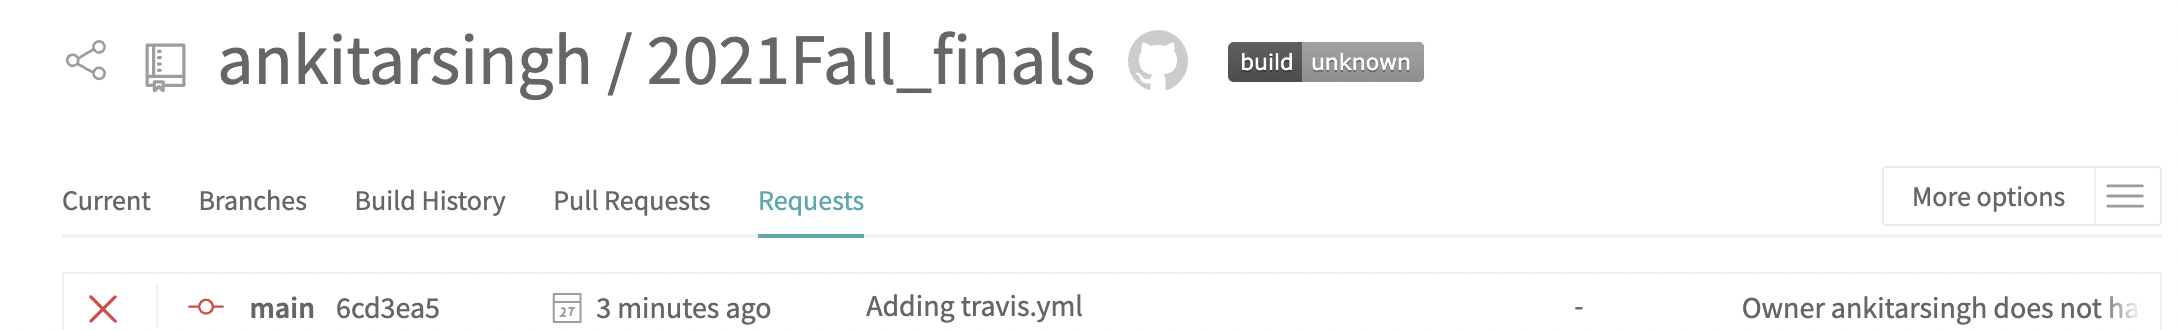 ankitarsingh / 2021Fall_finals build unknown
Current Branches Build History Pull Requests Requests More options
main 6cd3ea5 27 3 minutes ago Adding travis.yml - Owner ankitarsingh does not ha